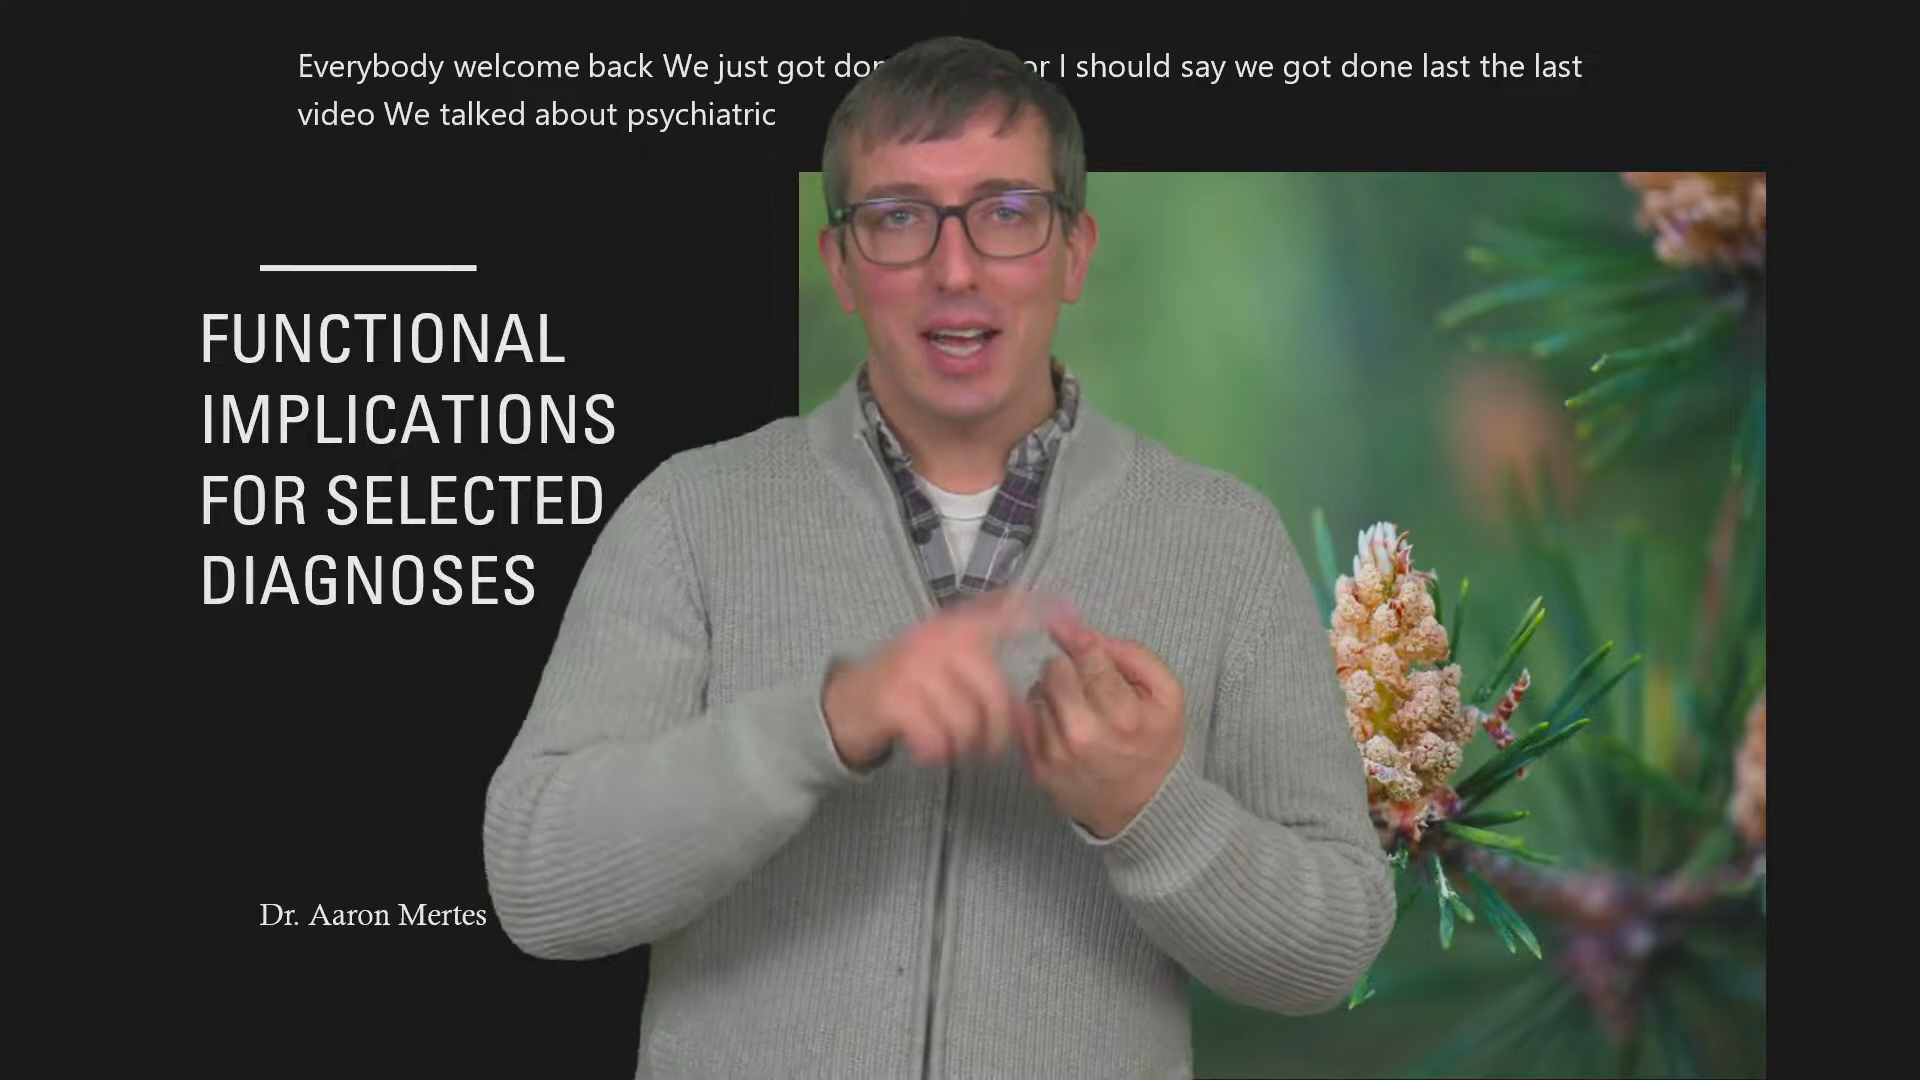 Everybody welcome back We just got or I should say we got done last the last
video We talked about psychiatric
FUNCTIONAL
IMPLICATIONS
FOR SELECTED
DIAGNOSES
Dr. Aaron Mertes